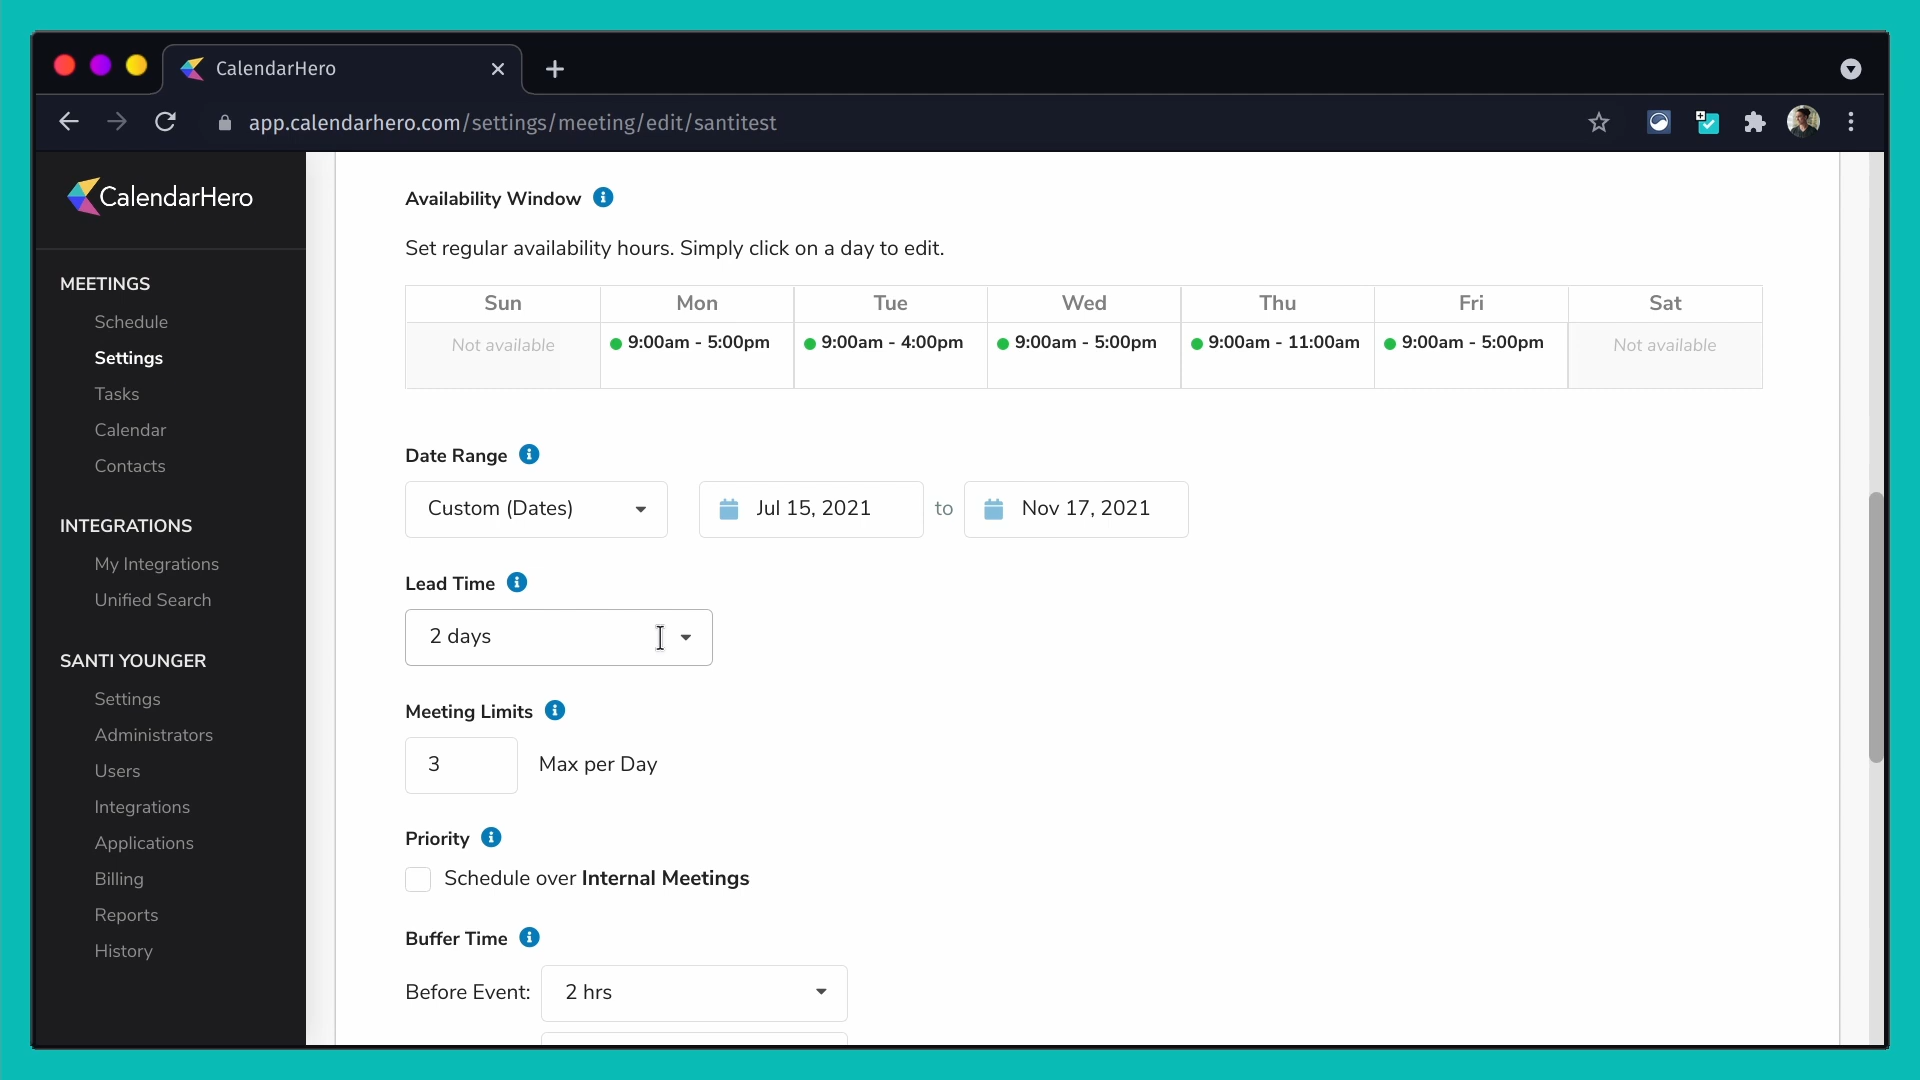 CalendarHero
app.calendarhero.com/settings/meeting/edit/santitest
CalendarHero
MEETINGS
Schedule
Settings
Tasks
Calendar
Contacts
INTEGRATIONS
My Integrations
Unified Search
SANTI YOUNGER
Settings
Administrators
Users
Integrations
Applications
Billing
Reports
History
Availability Window
Set regular availability hours. Simply click on a day to edit.
Sun Mon Tue Wed Thu Fri Sat
Not available 9:00am - 5:00pm 9:00am - 4:00pm 9:00am - 5:00pm 9:00am - 11:00am 9:00am - 5:00pm Not available
Date Range
Custom (Dates) Jul 15, 2021 to Nov 17, 2021
Lead Time
2 days
Meeting Limits
3 Max per Day
Priority
Schedule over Internal Meetings
Buffer Time
Before Event: 2 hrs